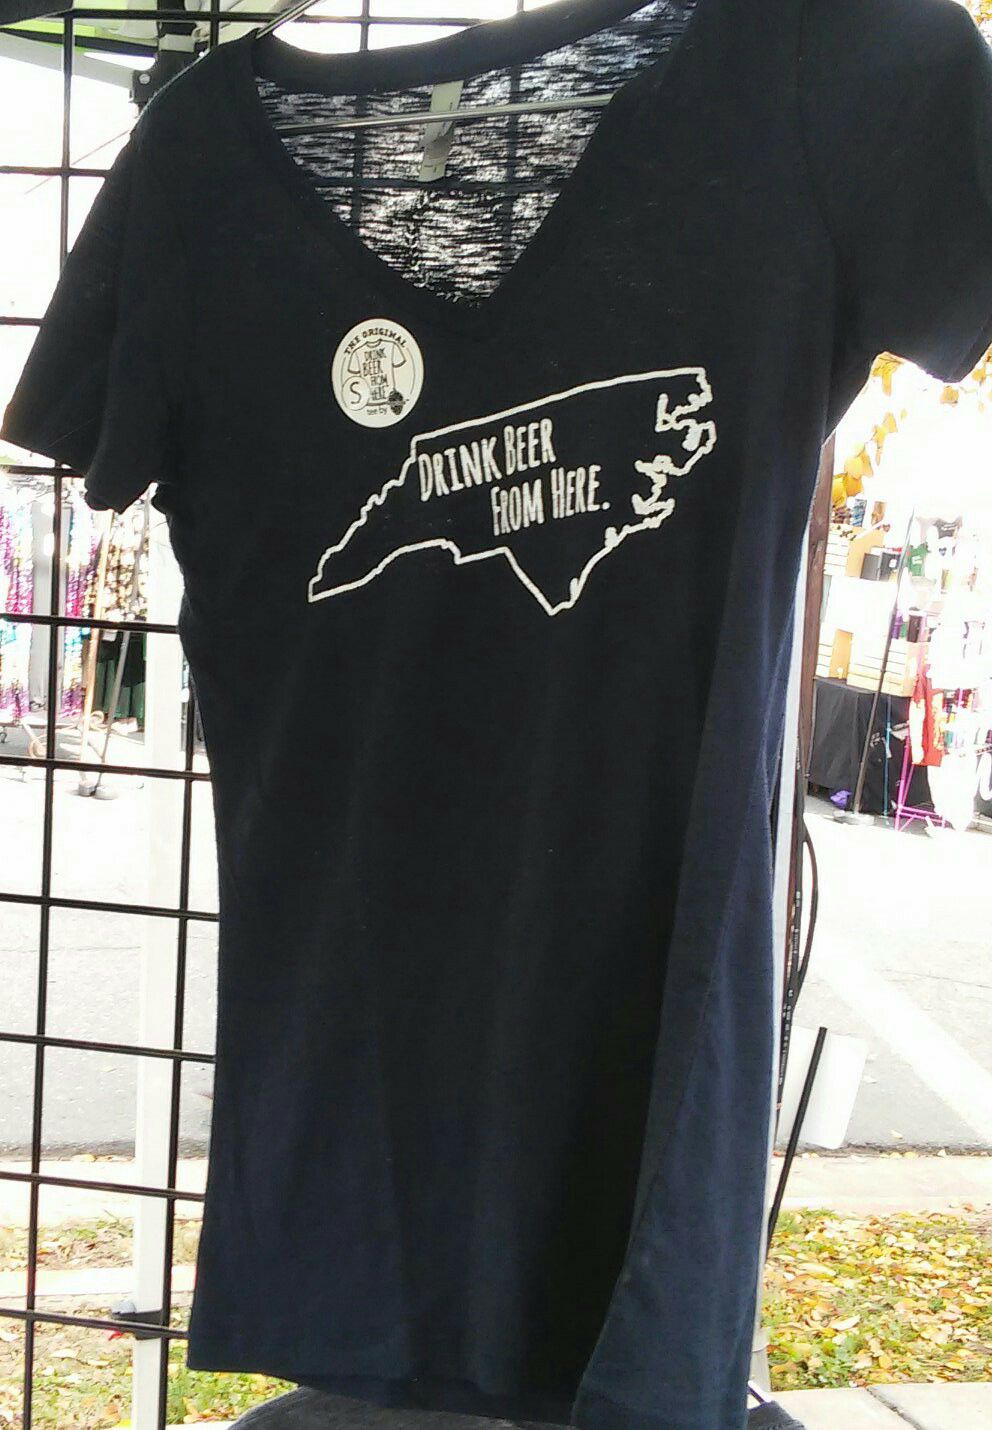 THE ORIGINAL
DRINK
BEER
FROM
HERE
S
tee by
DRINK BEER
FROM HERE.